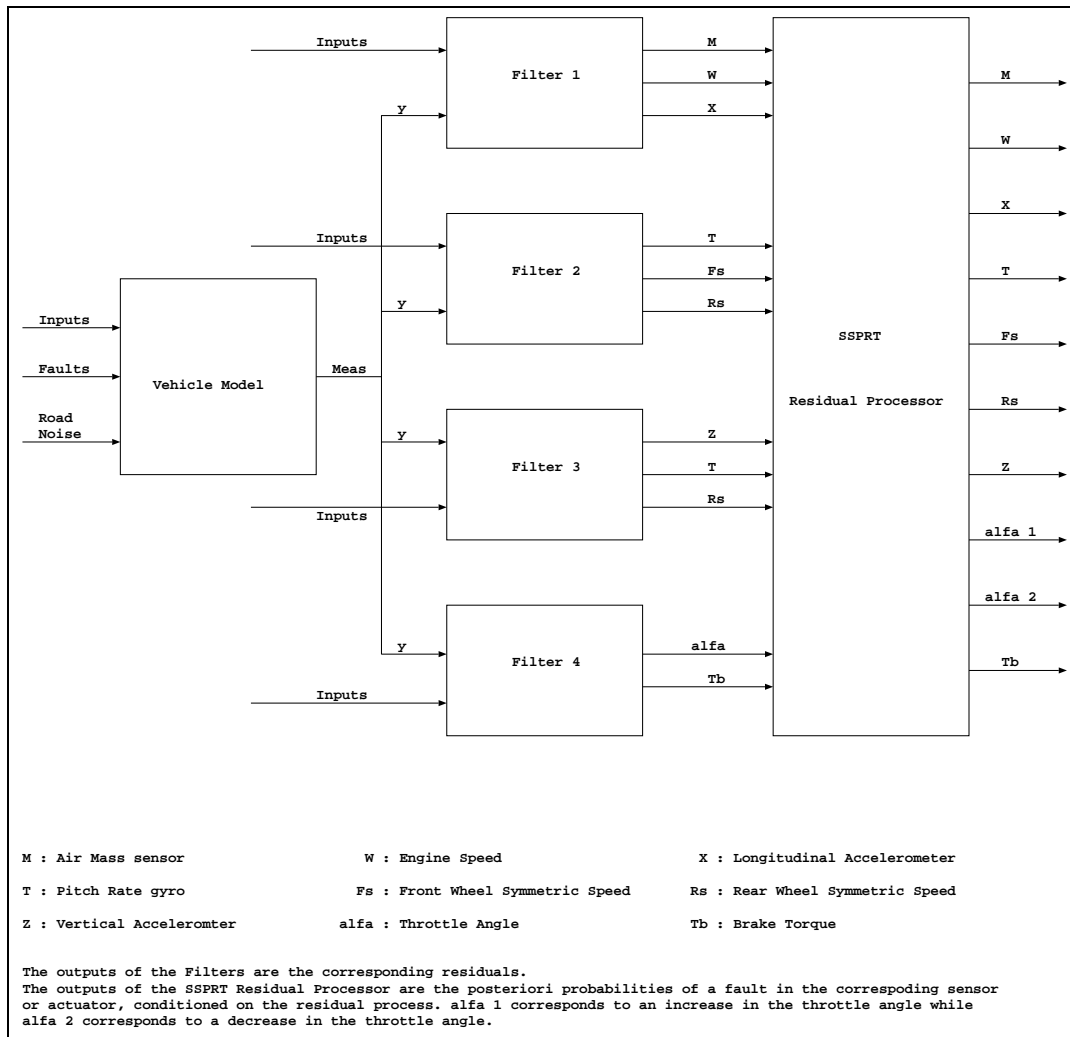 Inputs
M
Filter 1
W
M
y
X
W
X
Inputs
T
Filter 2
Fs
T
y
Rs
Inputs
SSPRT
Fs
Faults
Meas
Vehicle Model
Residual Processor
Rs
Road
Noise
y
Z
Filter 3
T
Z
Inputs
Rs
alfa 1
alfa 2
y
alfa
Filter 4
Tb
Tb
Inputs
M : Air Mass sensor
W : Engine Speed
X : Longitudinal Accelerometer
T : Pitch Rate gyro
Fs : Front Wheel Symmetric Speed
Rs : Rear Wheel Symmetric Speed
Z : Vertical Acceleromter
alfa : Throttle Angle
Tb : Brake Torque
The outputs of the Filters are the corresponding residuals.
The outputs of the SSPRT Residual Processor are the posteriori probabilities of a fault in the correspoding sensor
or actuator, conditioned on the residual process. alfa 1 corresponds to an increase in the throttle angle while
alfa 2 corresponds to a decrease in the throttle angle.